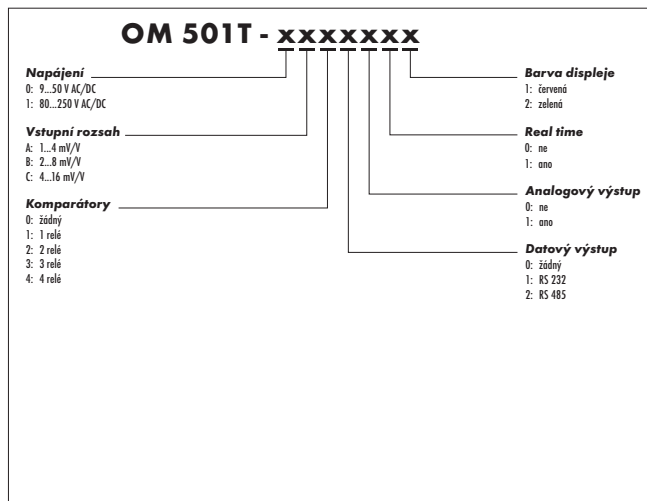 OM 501T - xxxxxxx
Napájení
0: 9...50 V AC/DC
1: 80...250 V AC/DC
Vstupní rozsah
A: 1...4 mV/V
B: 2...8 mV/V
C: 4...16 mV/V
Komparátory
0: žádný
1: 1 relé
2: 2 relé
3: 3 relé
4: 4 relé
Barva displeje
1: červená
2: zelená
Real time
0: ne
1: ano
Analogový výstup
0: ne
1: ano
Datový výstup
0: žádný
1: RS 232
2: RS 485